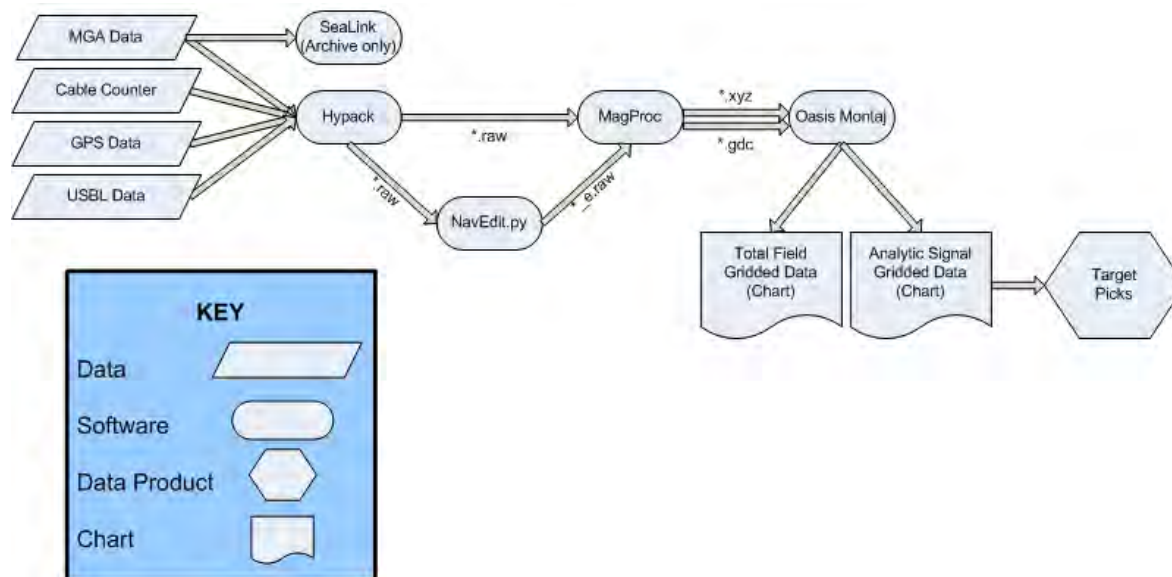 MGA Data
SeaLink
(Archive only)
Cable Counter
GPS Data
USBL Data
Hypack
*.raw
*.raw
NavEdit.py
*_e.raw
MagProc
*.xyz
*.gdc
Oasis Montaj
Total Field
Gridded Data
(Chart)
Analytic Signal
Gridded Data
(Chart)
Target
Picks
KEY
Data
Software
Data Product
Chart